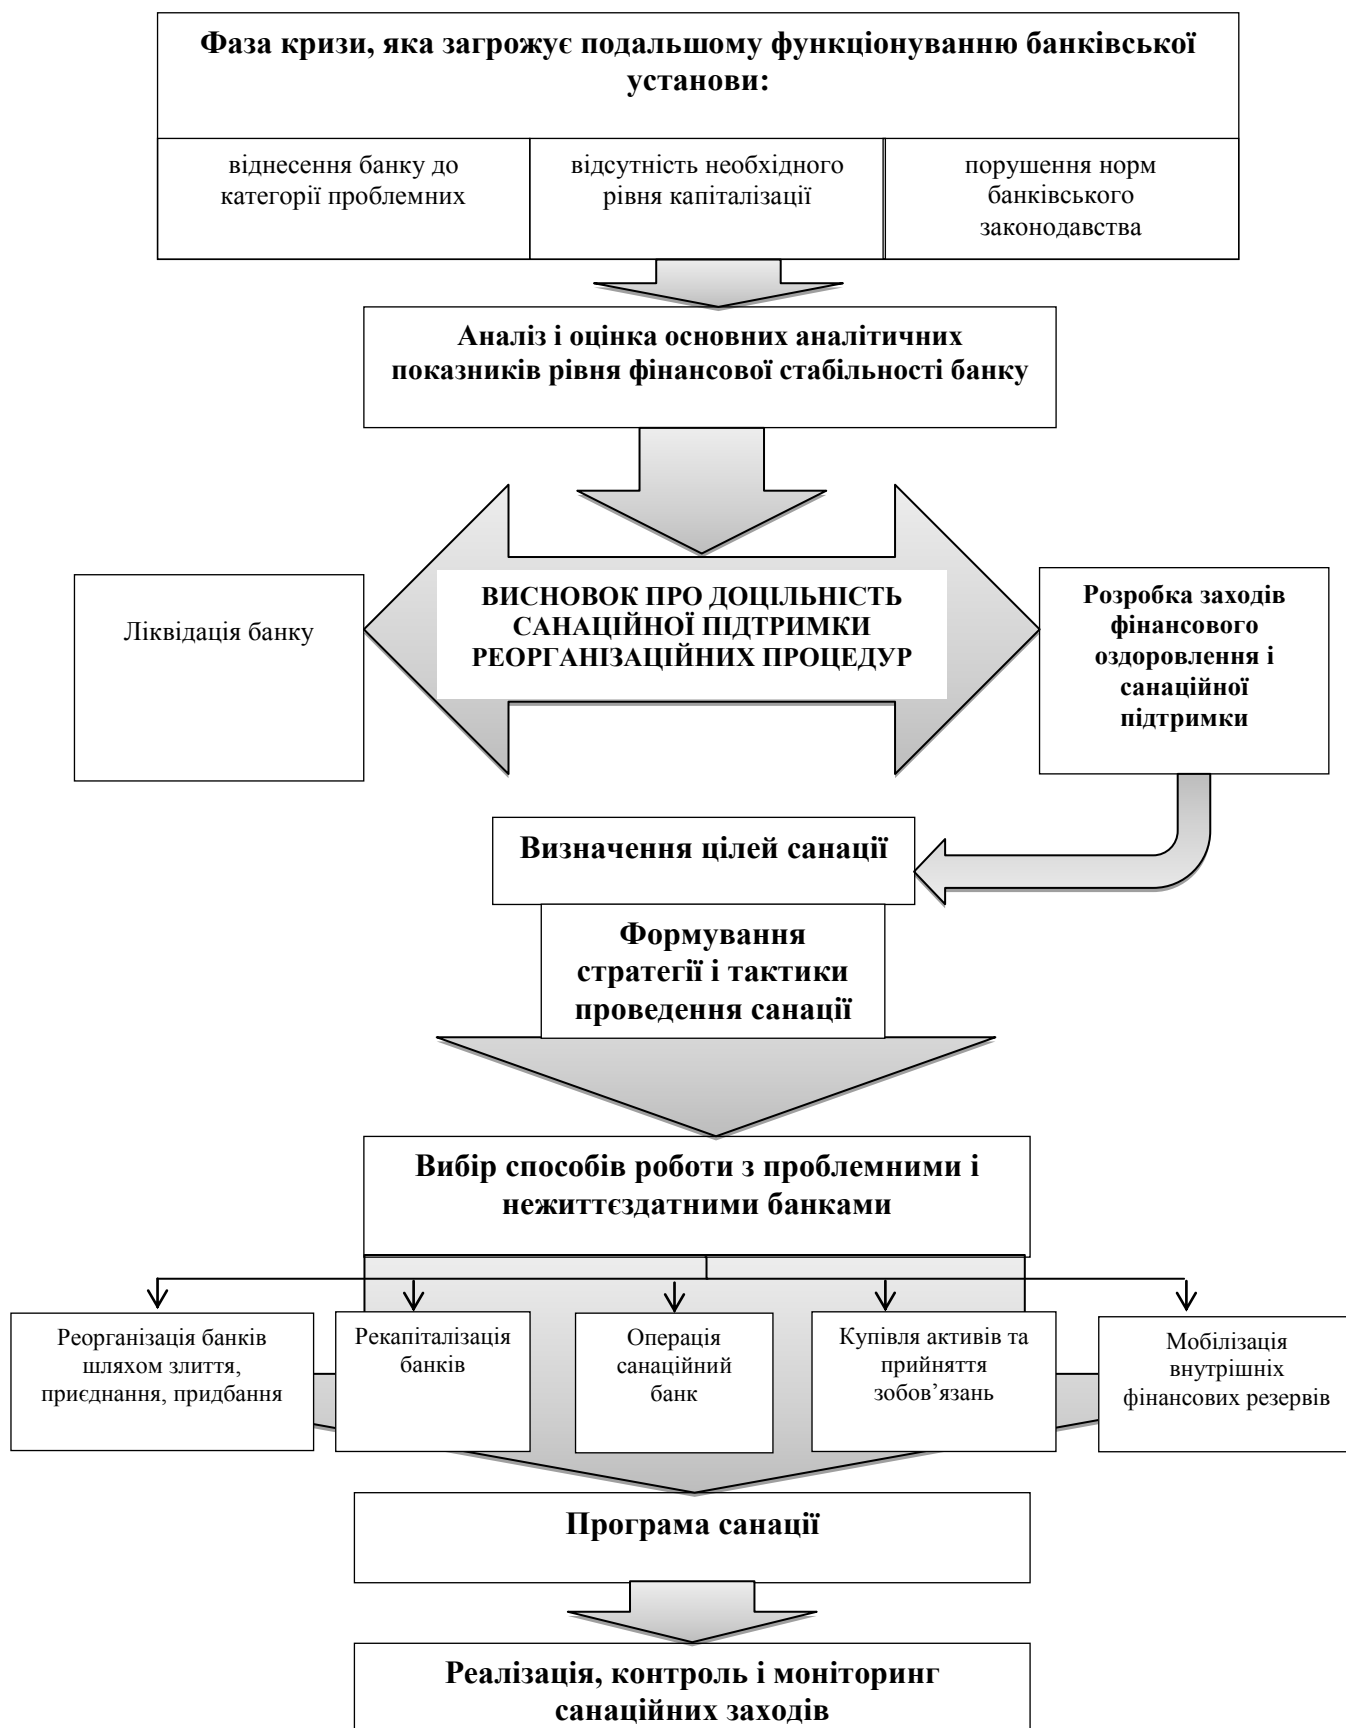 Фаза кризи, яка загрожує подальшому функціонуванню банківської
установи:
віднесення банку до
категорії проблемних
відсутність необхідного
рівня капіталізації
порушення норм
банківського
законодавства
Аналіз і оцінка основних аналітичних
показників рівня фінансової стабільності банку
Ліквідація банку
ВИСНОВОК ПРО ДОЦІЛЬНІСТЬ
САНАЦІЙНОЇ ПІДТРИМКИ
РЕОРГАНІЗАЦІЙНИХ ПРОЦЕДУР
Розробка заходів
фінансового
оздоровлення і
санаційної
підтримки
Визначення цілей санації
Формування
стратегії і тактики
проведення санації
Вибір способів роботи з проблемними і
нежиттєздатними банками
Реорганізація банків
шляхом злиття,
приєднання, придбання
Рекапіталізація
банків
Операція
санаційний
банк
Купівля активів та
прийняття
зобов’язань
Мобілізація
внутрішніх
фінансових резервів
Програма санації
Реалізація, контроль і моніторинг
санаційних заходів